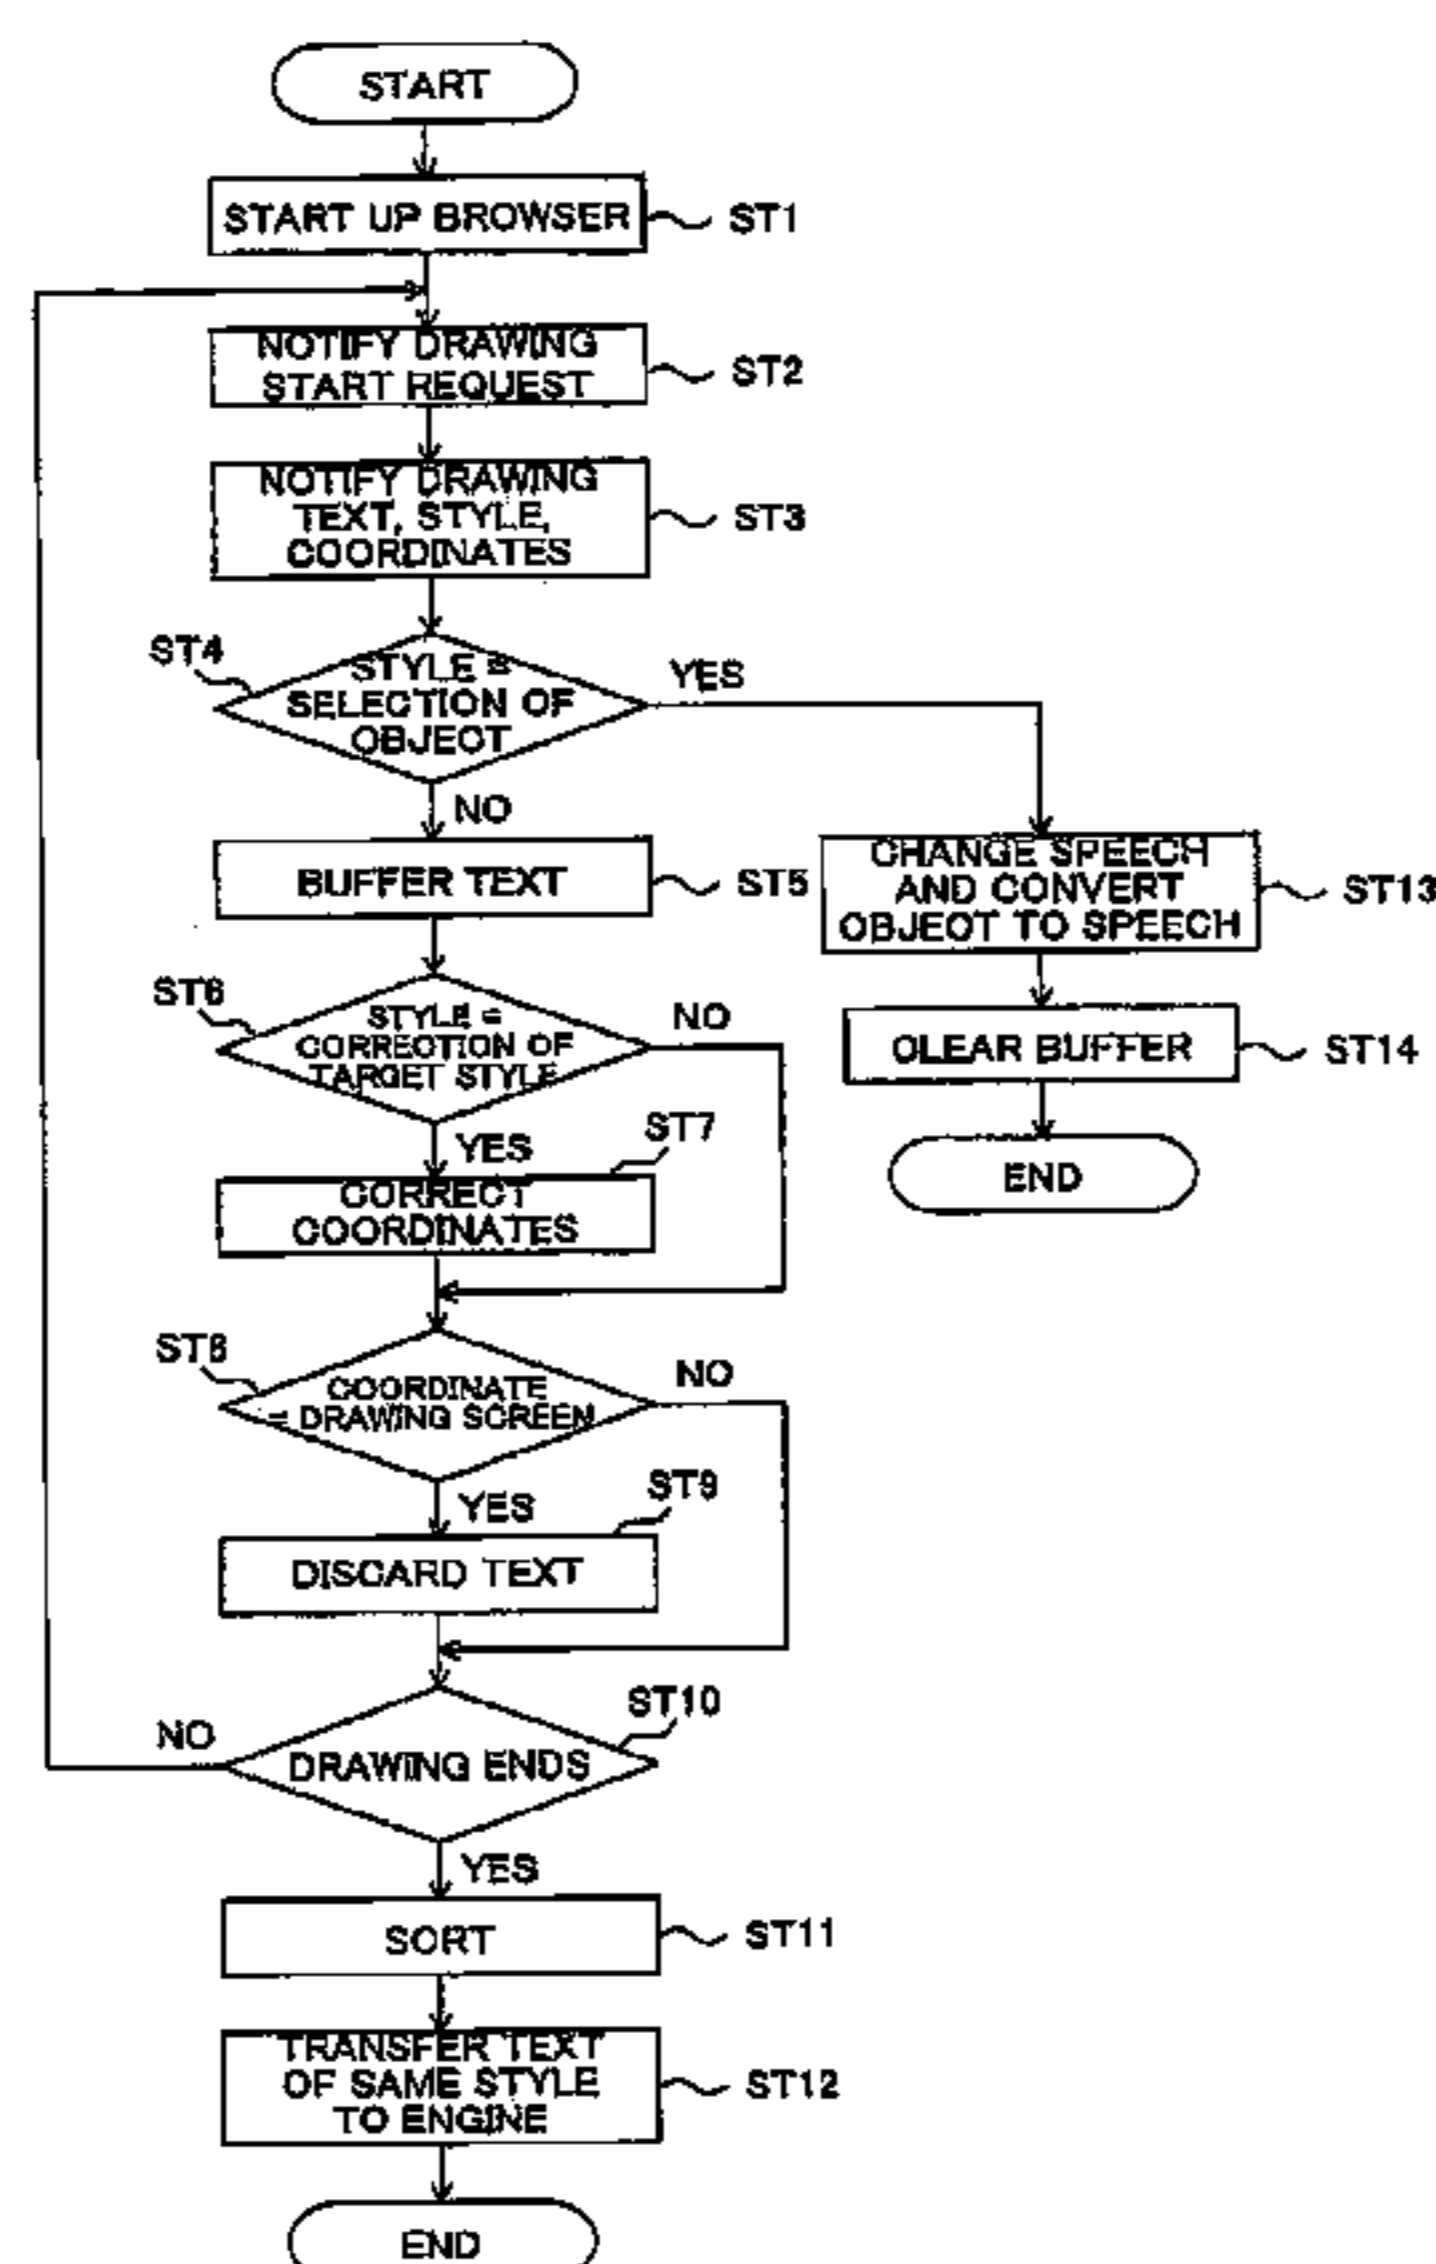 START
START UP BROWSER
ST1
NOTIFY DRAWING
START REQUEST
ST2
NOTIFY DRAWING
TEXT, STYLE,
COORDINATES
ST3
ST4
STYLE =
SELECTION OF
OBJECT
YES
NO
BUFFER TEXT
ST5
CHANGE SPEECH
AND CONVERT
OBJECT TO SPEECH
ST13
ST6
STYLE =
CORRECTION OF
TARGET STYLE
NO
CLEAR BUFFER
ST14
YES
ST7
END
CORRECT
COORDINATES
ST8
COORDINATE
= DRAWING SCREEN
NO
YES
ST9
DISCARD TEXT
ST10
NO
DRAWING ENDS
YES
SORT
ST11
TRANSFER TEXT
OF SAME STYLE
TO ENGINE
ST12
END